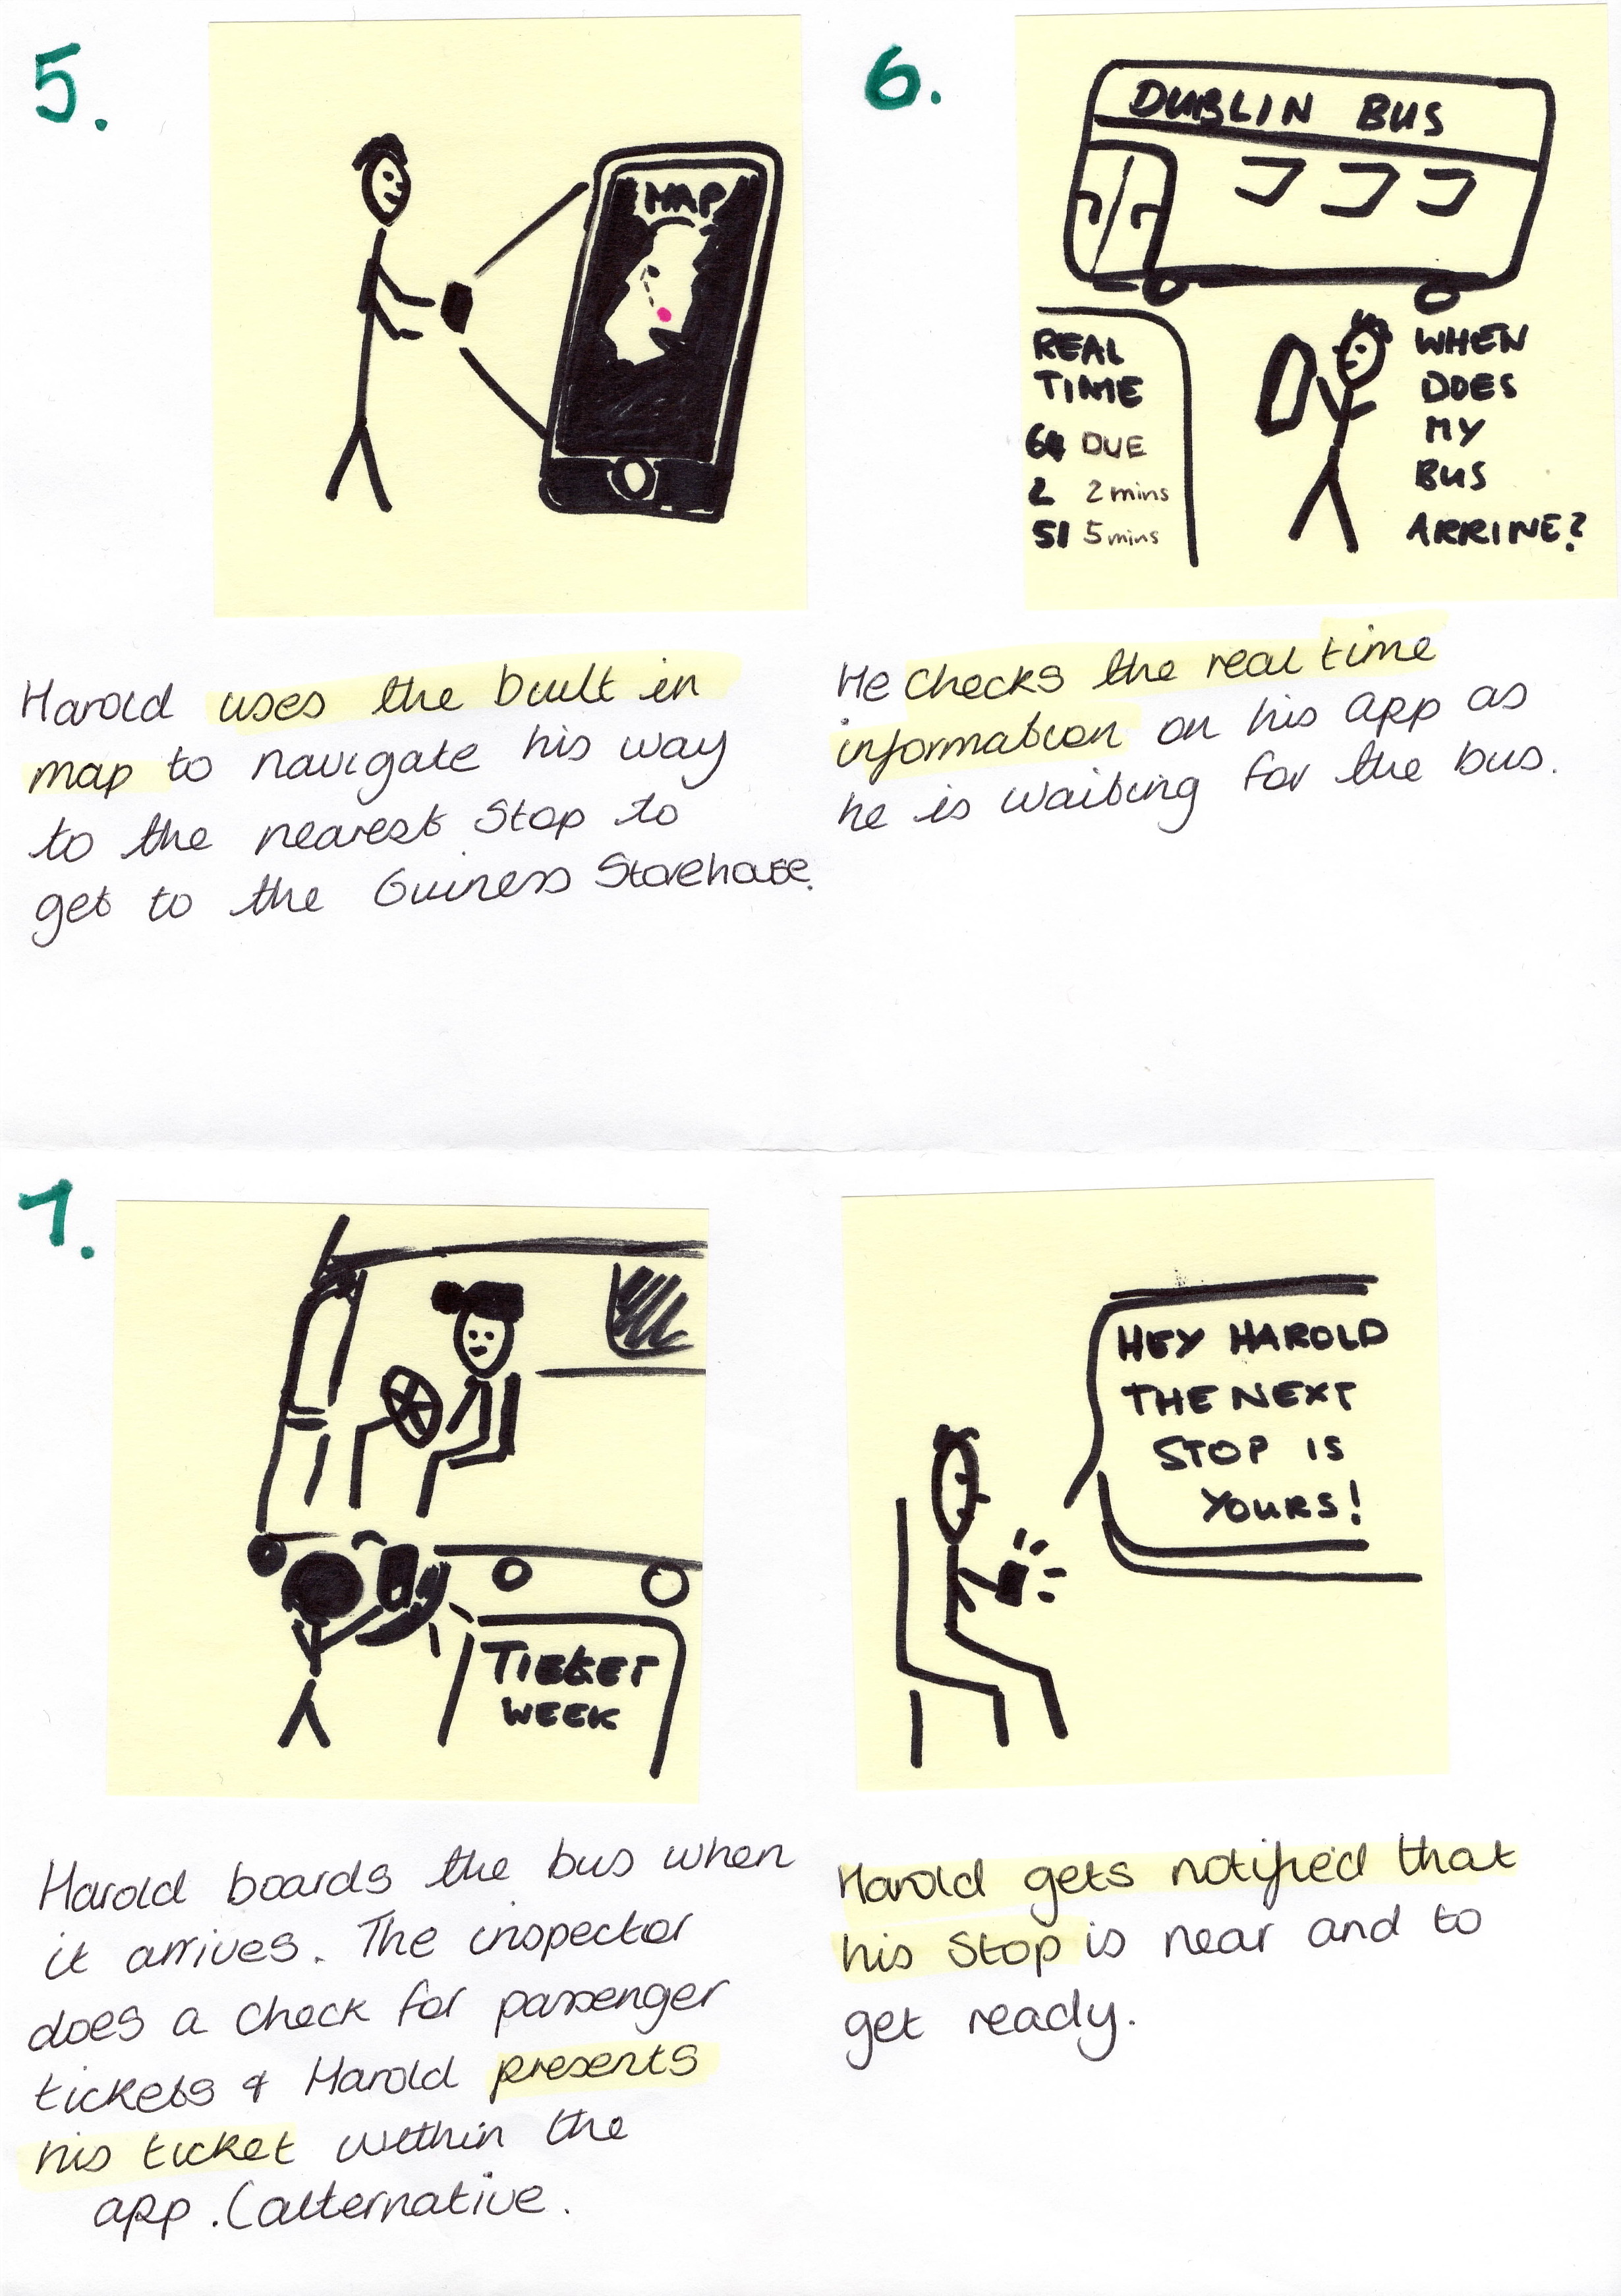 5.
MAP
Harold uses the built in
map to navigate his way
to the nearest Stop to
get to the Guiness Storehouse.
6.
DUBLIN BUS
REAL
TIME
DUE
2 2 mins
51 5 mins
WHEN
DOES
MY
BUS
ARRINE?
He checks the real time
information on his app as
he is waiting for the bus.
7.
TICKET
WEEK
Harold boards the bus when
it arrives. The inspector
does a check for passenger
tickets & Harold presents
his ticket within the
app. (alternative.
HEY HAROLD
THE NEXT
STOP IS
YOURS!
Harold gets notified that
his Stop is near and to
get ready.